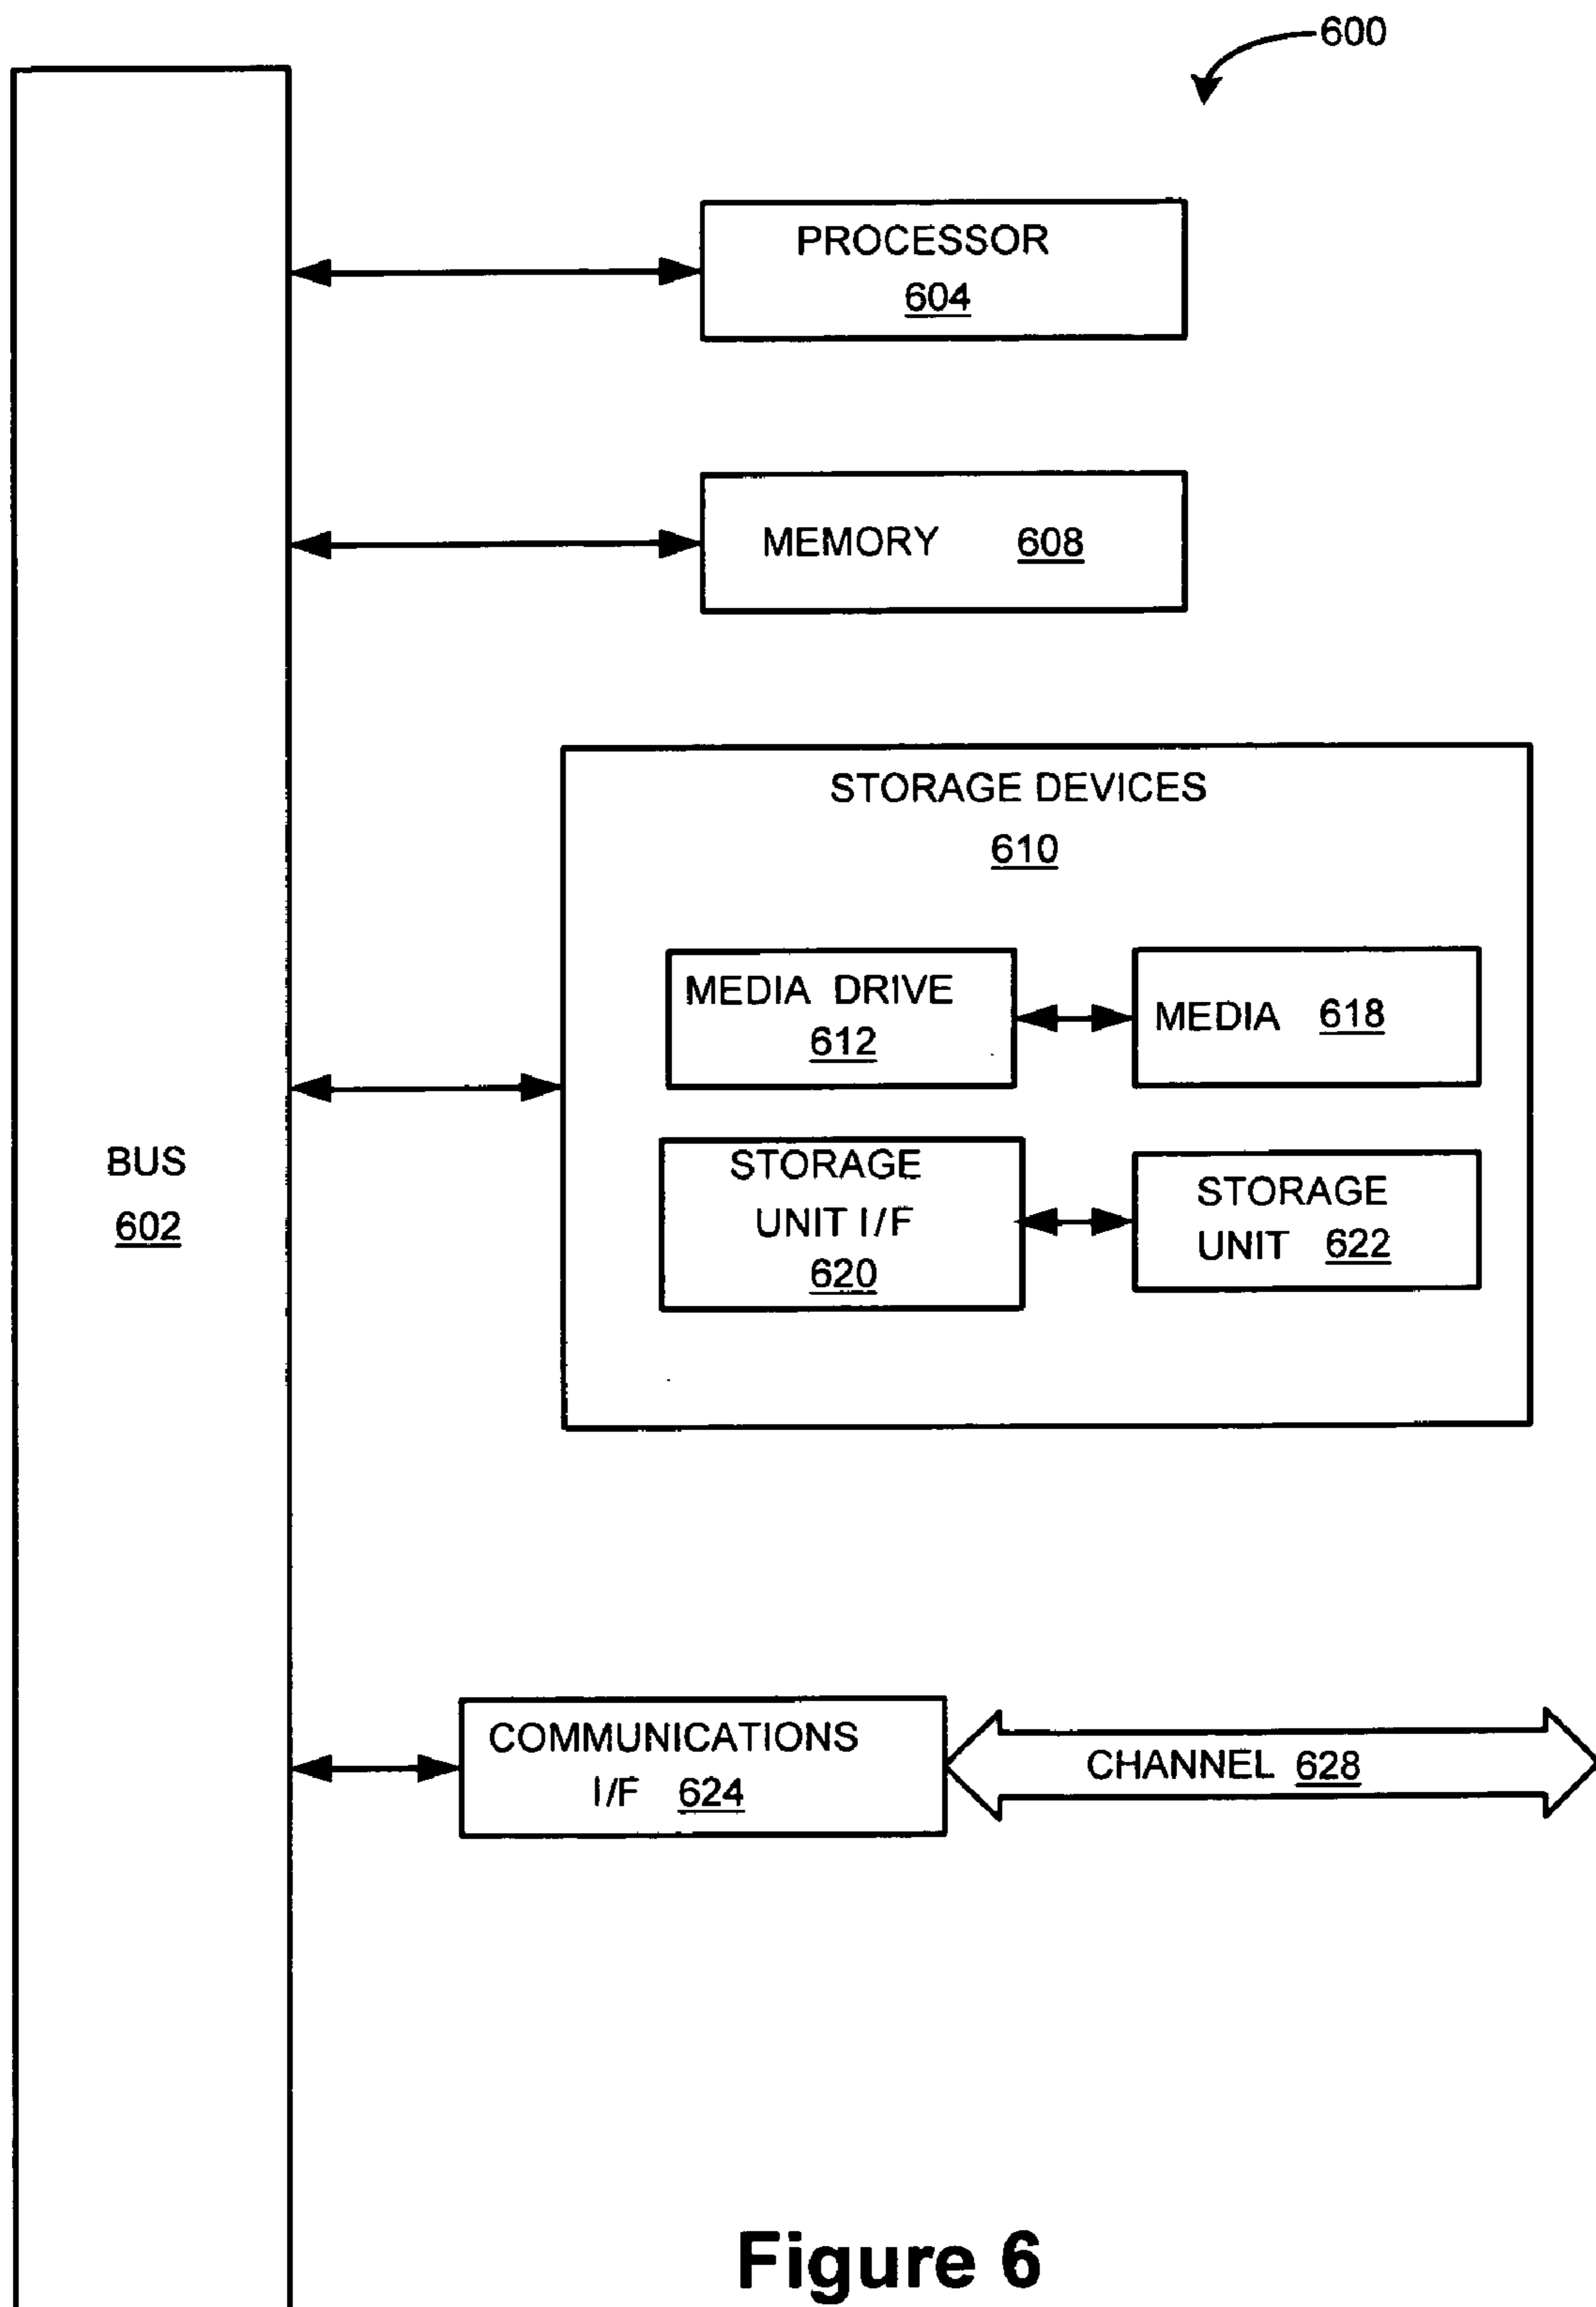 600
PROCESSOR
604
MEMORY 608
STORAGE DEVICES
610
MEDIA DRIVE
612
MEDIA 618
STORAGE
UNIT I/F
620
STORAGE
UNIT 622
BUS
602
COMMUNICATIONS
I/F 624
CHANNEL 628
Figure 6